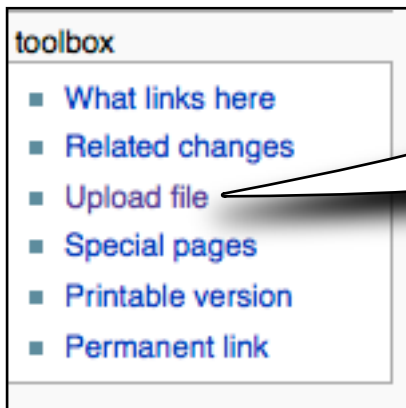 toolbox
What links here
Related changes
Upload file
Special pages
Printable version
Permanent link